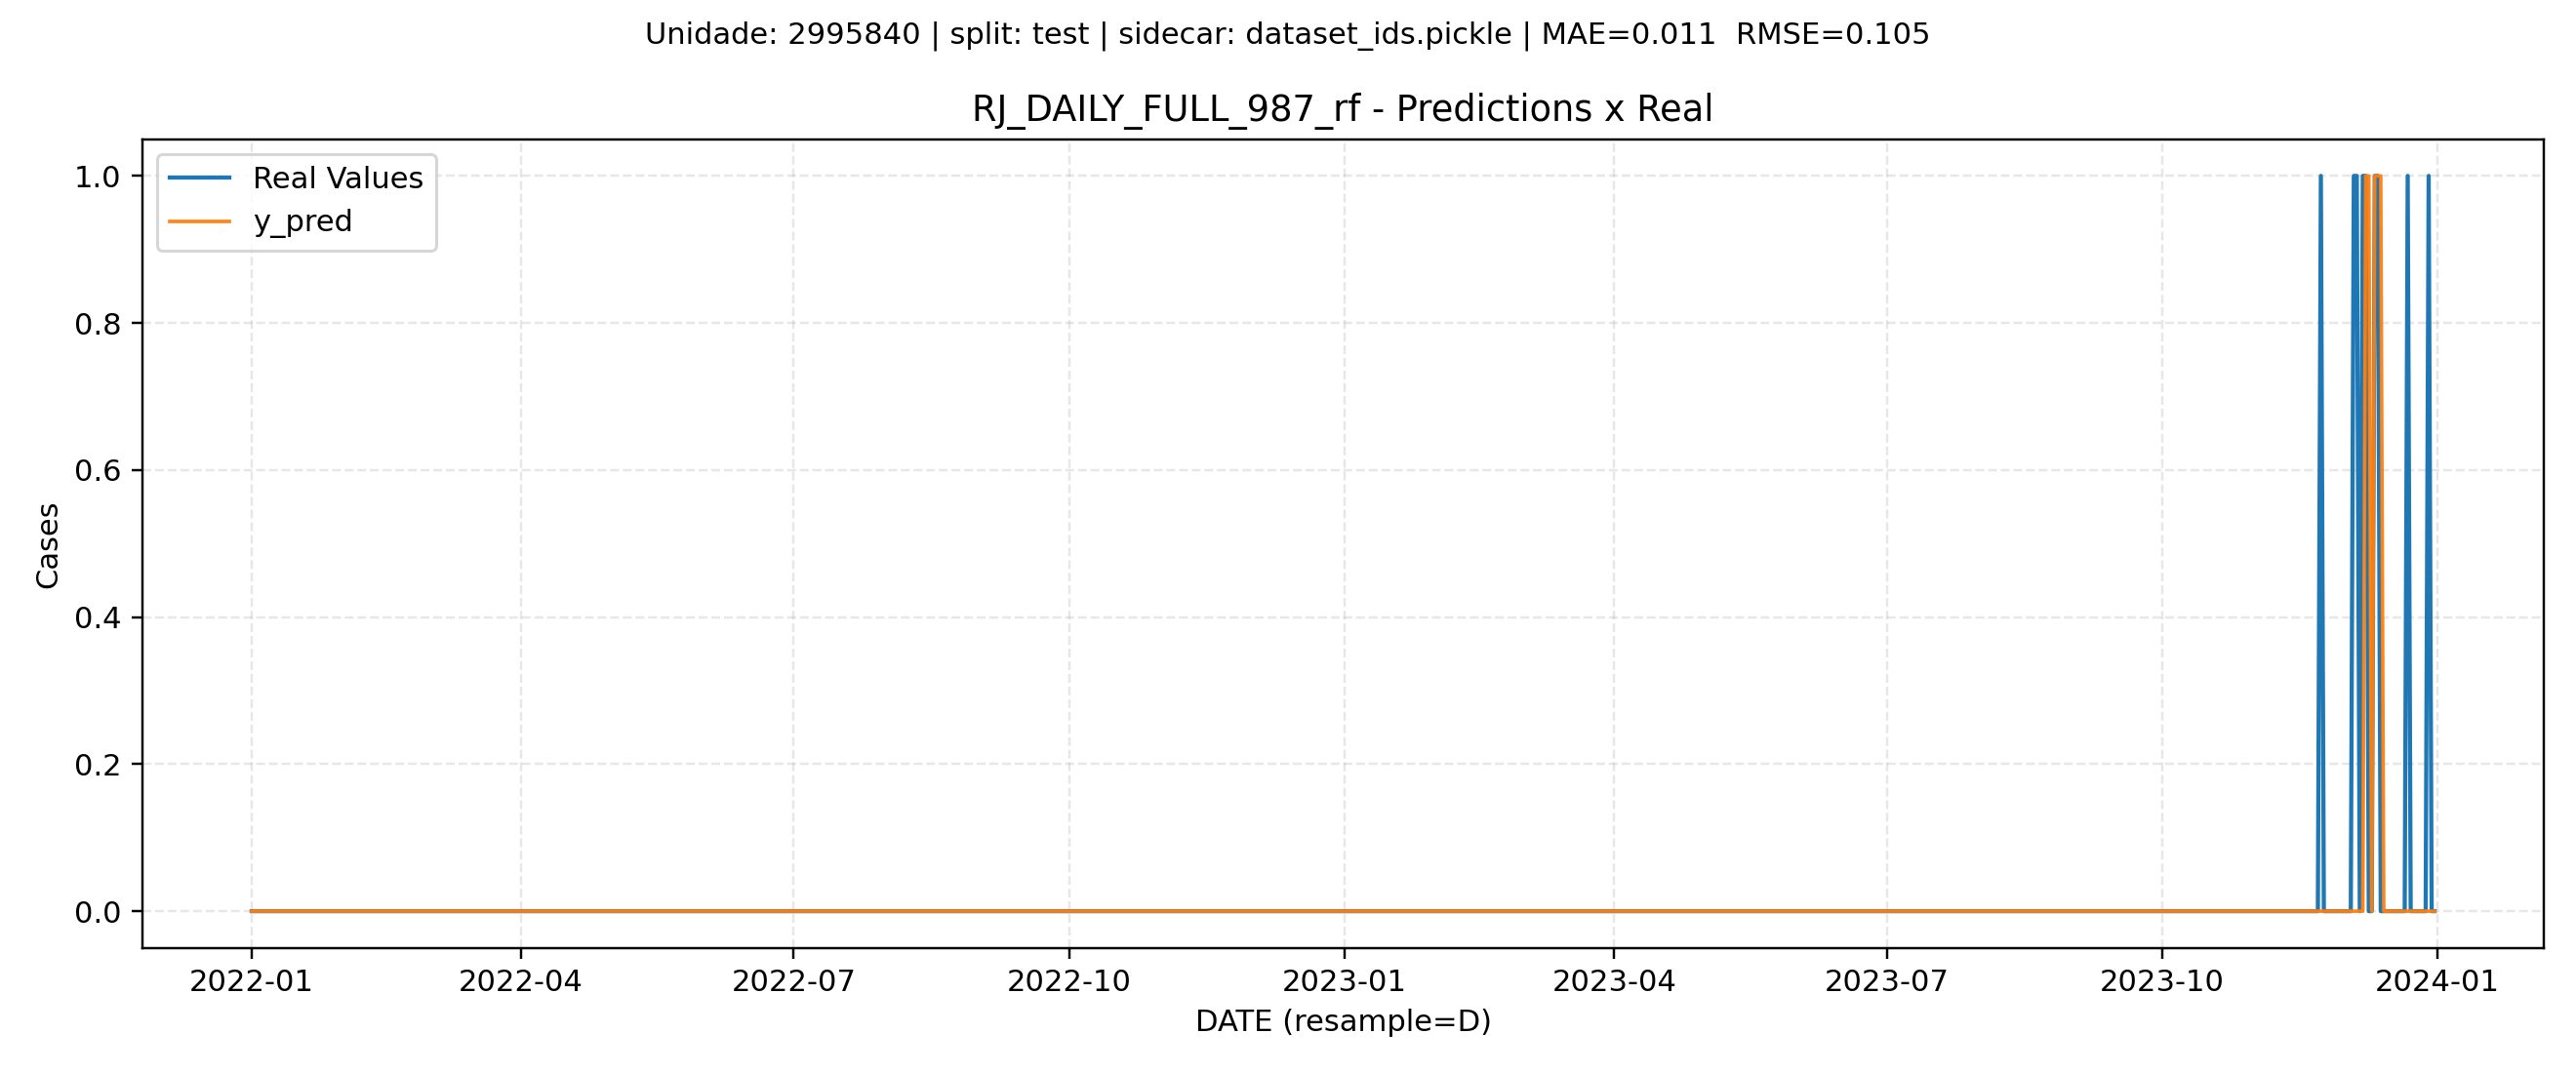 Unidade: 2995840 | split: test | sidecar: dataset_ids.pickle | MAE=0.011  RMSE=0.105
RJ_DAILY_FULL_987_rf - Predictions x Real
Real Values
y_pred
1.0
0.8
0.6
0.4
0.2
0.0
Cases
2022-01 2022-04 2022-07 2022-10 2023-01 2023-04 2023-07 2023-10 2024-01
DATE (resample=D)